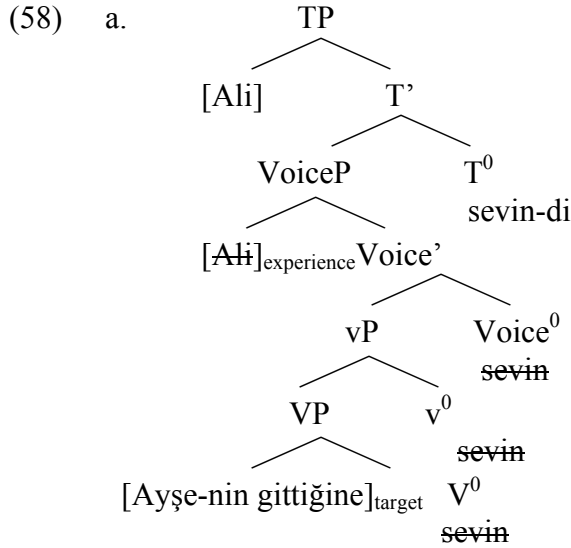 (58) a. TP
[Ali] T’
VoiceP T⁰
sevin-di
[Ali]experience Voice’
vP Voice⁰
sevin
VP v⁰
sevin
[Ayşe-nin gittiğine]target V⁰
sevin